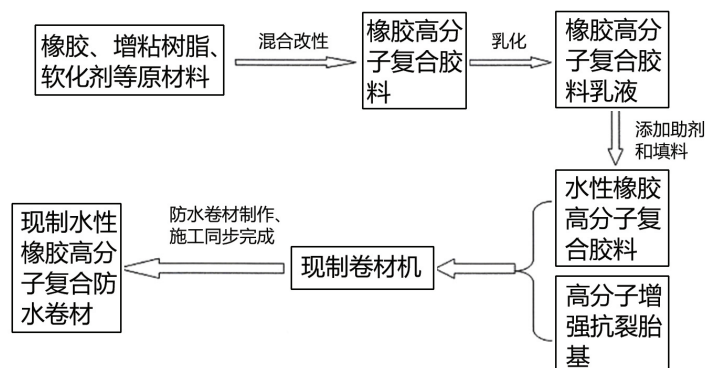 橡胶、增粘树脂、
软化剂等原材料
混合改性
橡胶高分
子复合胶
料
乳化
橡胶高分
子复合胶
料乳液
添加助剂
和填料
水性橡胶
高分子复
合胶料
高分子增
强抗裂胎
基
现制卷材机
防水卷材制作、
施工同步完成
现制水性
橡胶高分
子复合防
水卷材